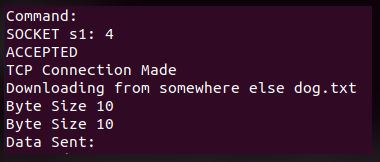 Command:
SOCKET s1: 4
ACCEPTED
TCP Connection Made
Downloading from somewhere else dog.txt
Byte Size 10
Byte Size 10
Data Sent: